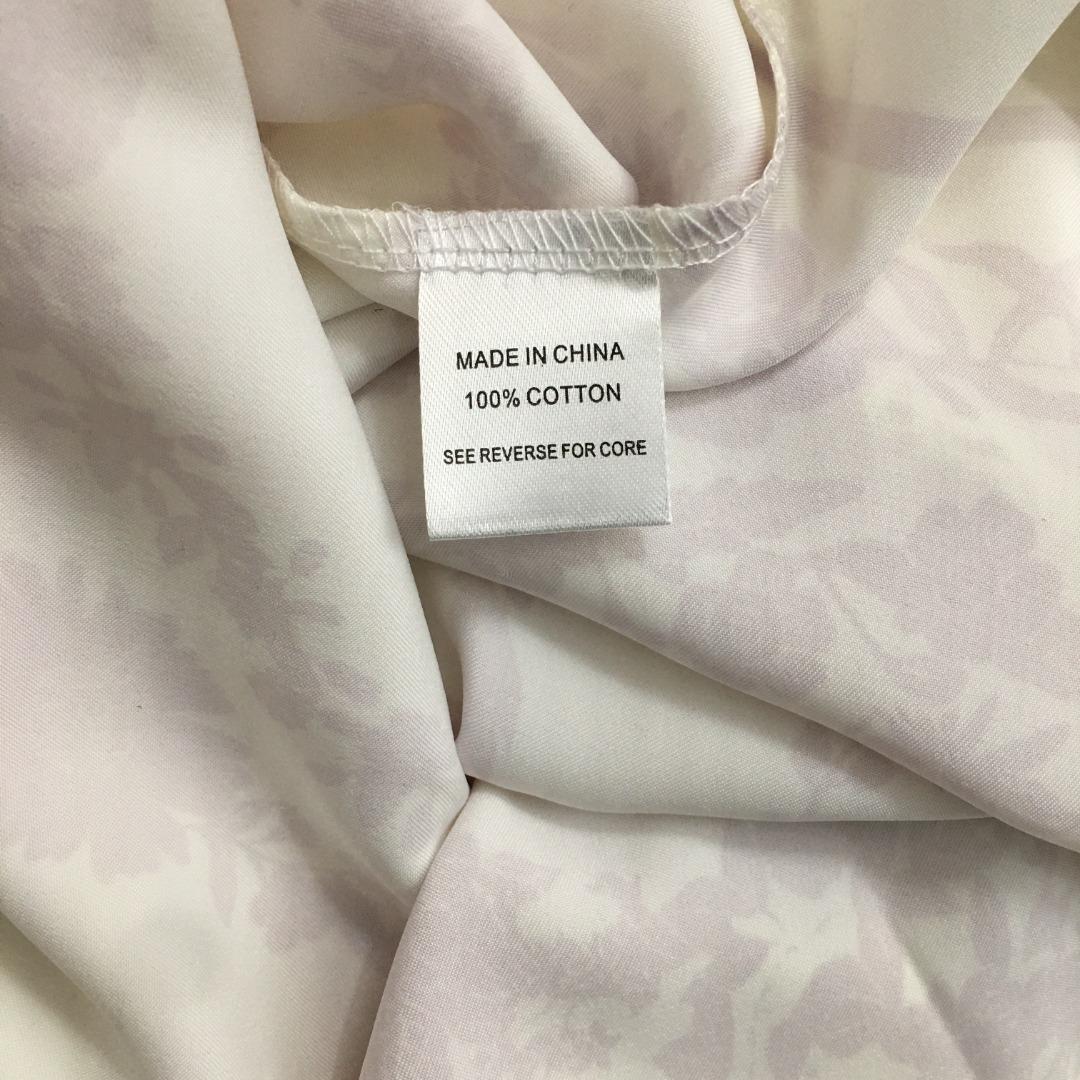 MADE IN CHINA
100% COTTON
SEE REVERSE FOR CORE